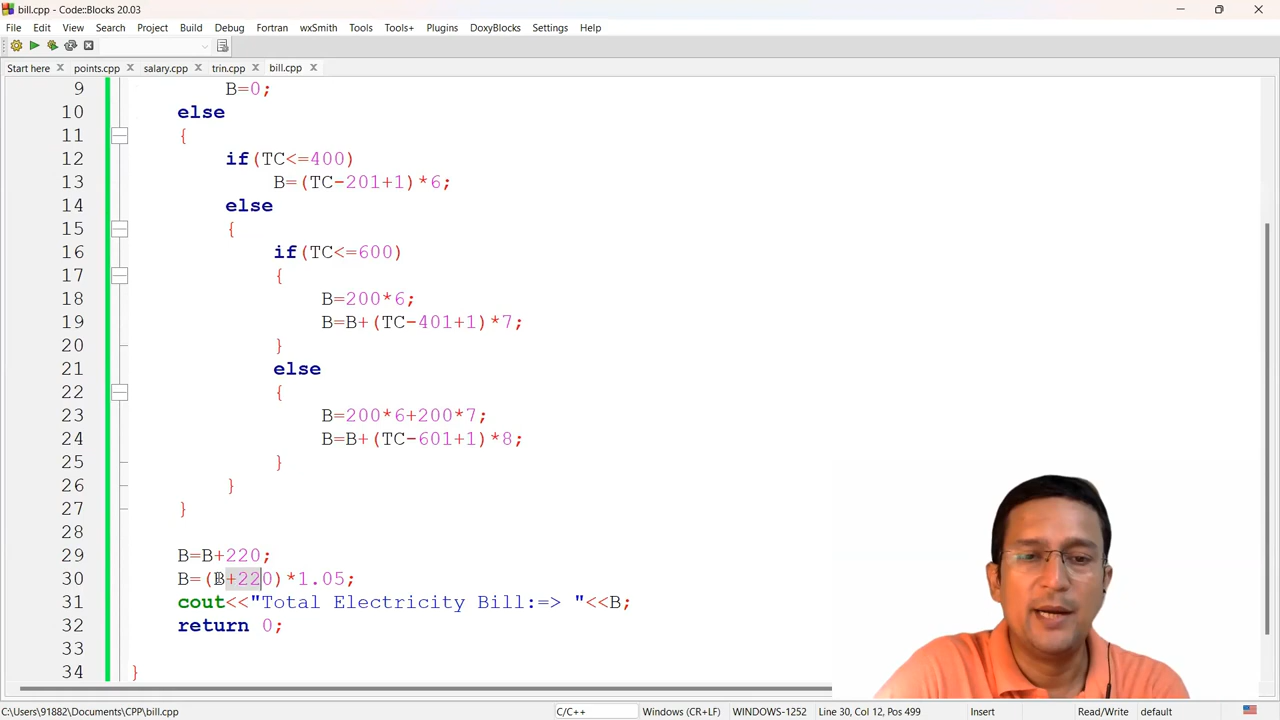 bill.cpp - Code::Blocks 20.03
File Edit View Search Project Build Debug Fortran wxSmith Tools Tools+ Plugins DoxyBlocks Settings Help
Start here points.cpp salary.cpp trin.cpp bill.cpp
9 B=0;
10 else
11 {
12 if(TC<=400)
13 B=(TC-201+1)*6;
14 else
15 {
16 if(TC<=600)
17 {
18 B=200*6;
19 B=B+(TC-401+1)*7;
20 }
21 else
22 {
23 B=200*6+200*7;
24 B=B+(TC-601+1)*8;
25 }
26 }
27 }
28
29 B=B+220;
30 B=(B+220)*1.05;
31 cout<<"Total Electricity Bill:=> "<<B;
32 return 0;
33
34 }
C:\Users\91882\Documents\CPP\bill.cpp C/C++ Windows (CR+LF) WINDOWS-1252 Line 30, Col 12, Pos 499 Insert Read/Write default